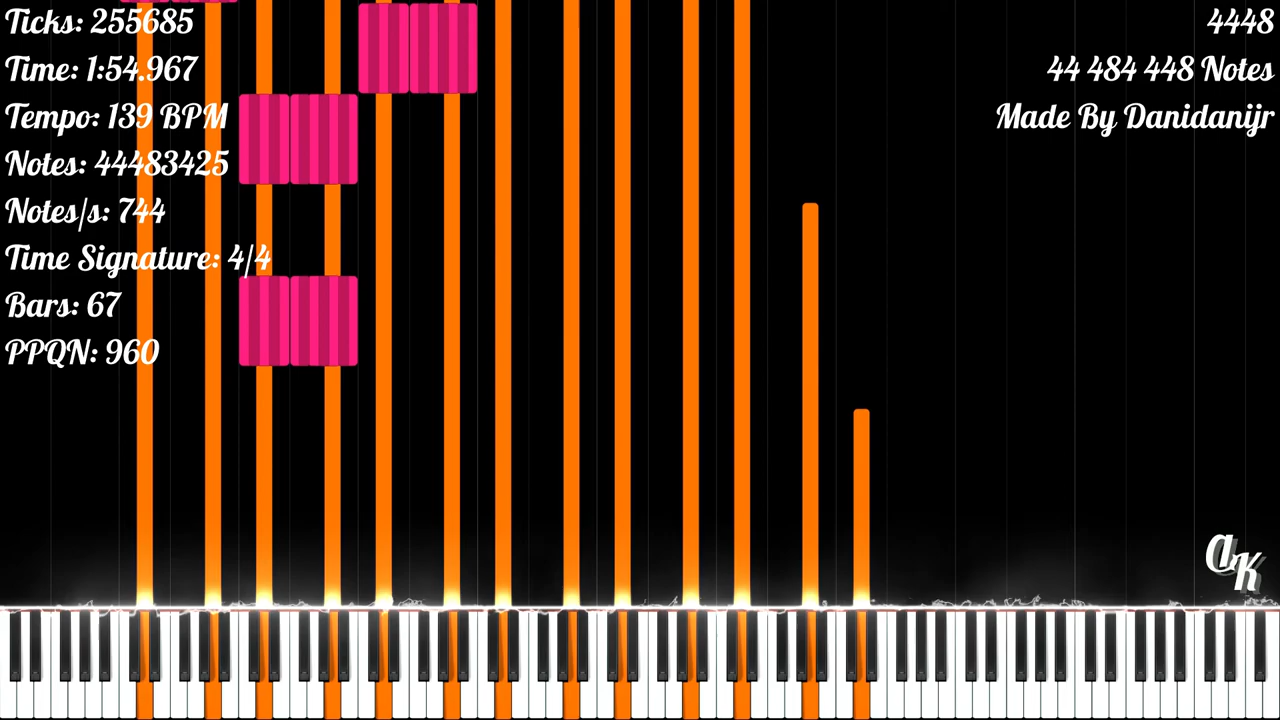 Ticks: 255685
Time: 1:54.967
Tempo: 139 BPM
Notes: 44483425
Notes/s: 744
Time Signature: 4/4
Bars: 67
PPQN: 960
4448
44 484 448 Notes
Made By Danidanijr
AK